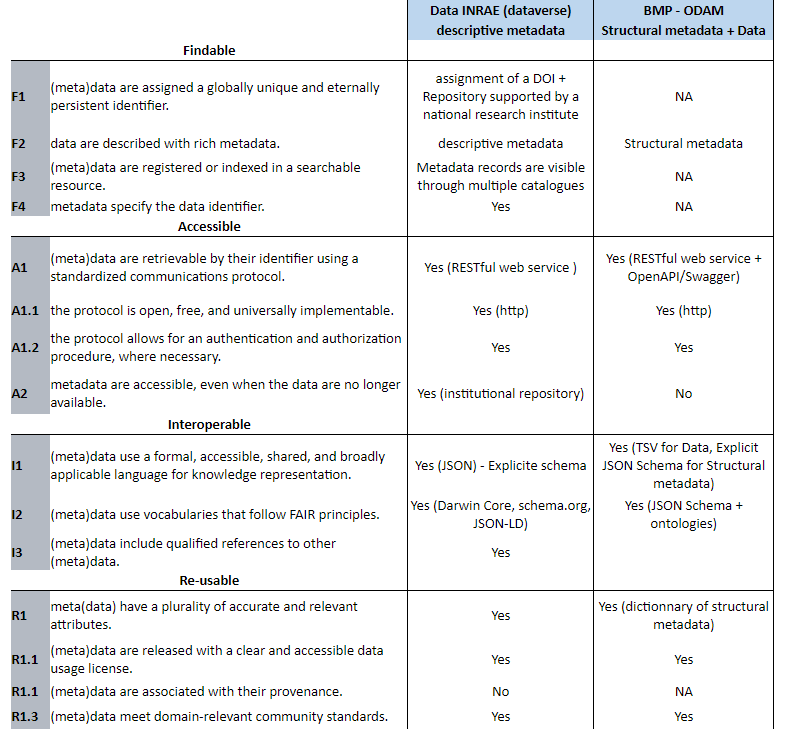 Data INRAE (dataverse)
descriptive metadata
BMP - ODAM
Structural metadata + Data
Findable
F1
(meta)data are assigned a globally unique and eternally
persistent identifier.
assignment of a DOI +
Repository supported by a
national research institute
NA
F2
data are described with rich metadata.
descriptive metadata
Structural metadata
F3
(meta)data are registered or indexed in a searchable
resource.
Metadata records are visible
through multiple catalogues
NA
F4
metadata specify the data identifier.
Yes
NA
Accessible
A1
(meta)data are retrievable by their identifier using a
standardized communications protocol.
Yes (RESTful web service )
Yes (RESTful web service +
OpenAPI/Swagger)
A1.1
the protocol is open, free, and universally implementable.
Yes (http)
Yes (http)
A1.2
the protocol allows for an authentication and authorization
procedure, where necessary.
Yes
Yes
A2
metadata are accessible, even when the data are no longer
available.
Yes (institutional repository)
No
Interoperable
I1
(meta)data use a formal, accessible, shared, and broadly
applicable language for knowledge representation.
Yes (JSON) - Explicite schema
Yes (TSV for Data, Explicit
JSON Schema for Structural
metadata)
I2
(meta)data use vocabularies that follow FAIR principles.
Yes (Darwin Core, schema.org,
JSON-LD)
Yes (JSON Schema +
ontologies)
I3
(meta)data include qualified references to other
(meta)data.
Yes
Re-usable
R1
meta(data) have a plurality of accurate and relevant
attributes.
Yes
Yes (dictionnary of structural
metadata)
R1.1
(meta)data are released with a clear and accessible data
usage license.
Yes
Yes
R1.1
(meta)data are associated with their provenance.
No
NA
R1.3
(meta)data meet domain-relevant community standards.
Yes
Yes